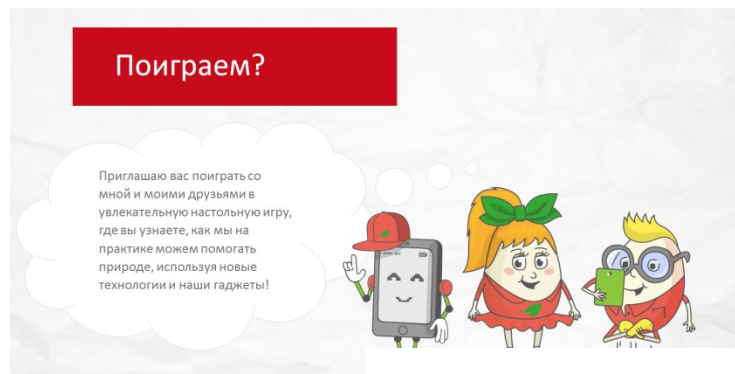 Поиграем?
Приглашаю вас поиграть со
мной и моими друзьями в
увлекательную настольную игру,
где вы узнаете, как мы на
практике можем помогать
природе, используя новые
технологии и наши гаджеты!